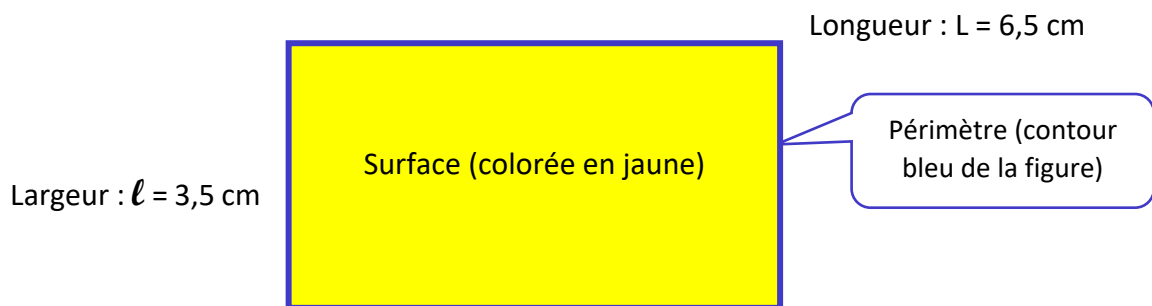 Longueur : L = 6,5 cm
Périmètre (contour
bleu de la figure)
Surface (colorée en jaune)
Largeur : ℓ = 3,5 cm